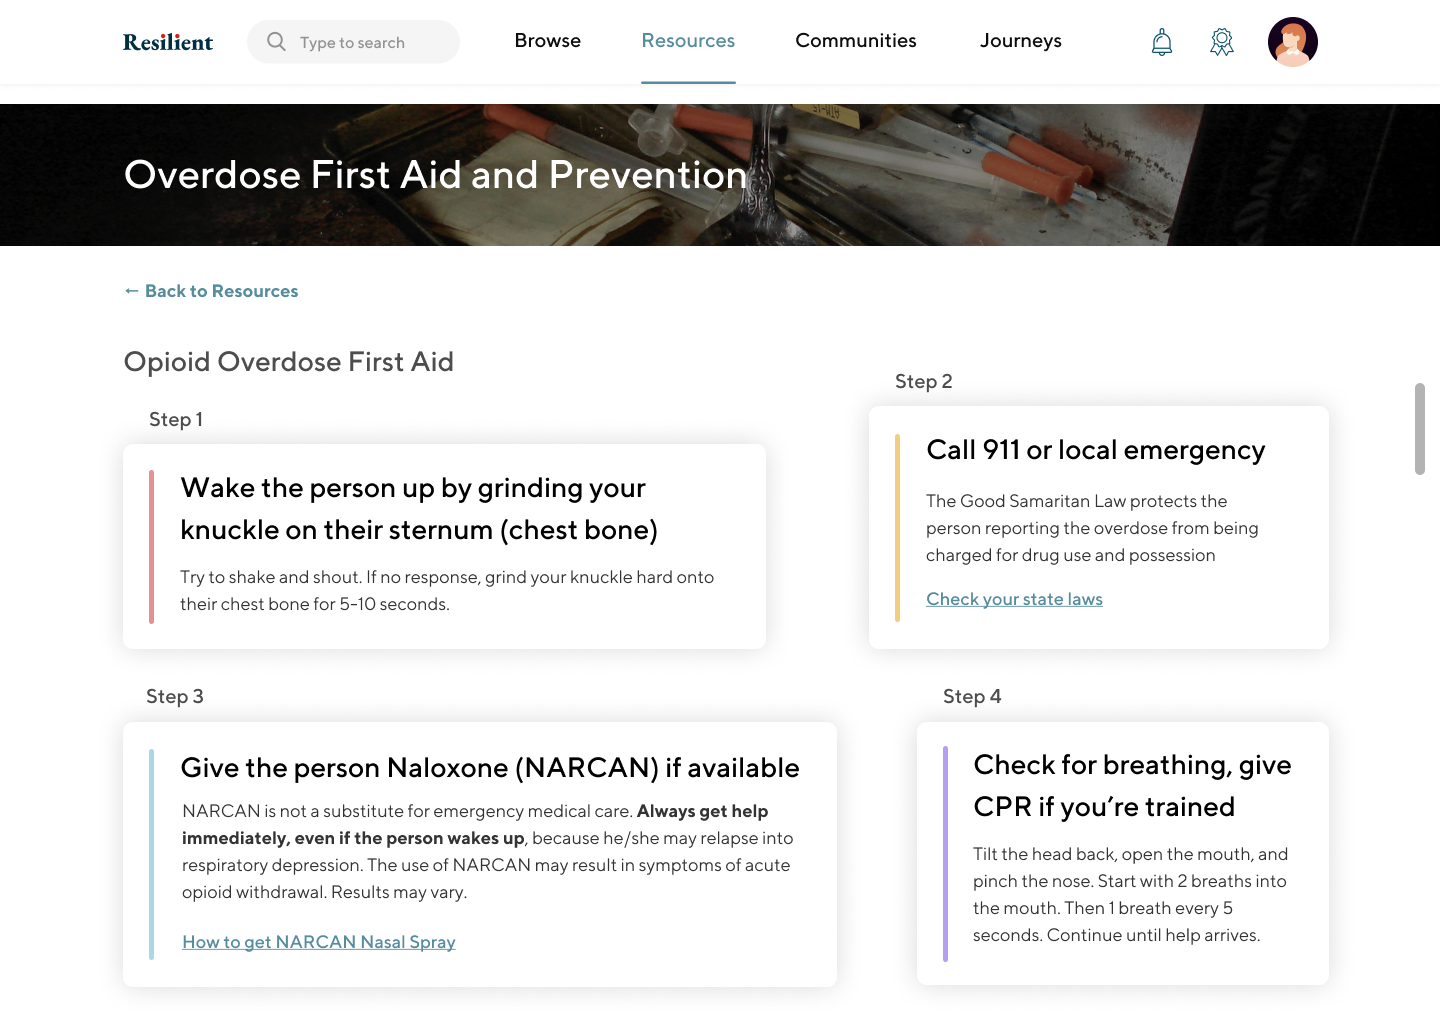 Resilient
Type to search
Browse
Resources
Communities
Journeys
Overdose First Aid and Prevention
← Back to Resources
Opioid Overdose First Aid
Step 1
Wake the person up by grinding your
knuckle on their sternum (chest bone)
Try to shake and shout. If no response, grind your knuckle hard onto
their chest bone for 5-10 seconds.
Step 2
Call 911 or local emergency
The Good Samaritan Law protects the
person reporting the overdose from being
charged for drug use and possession
Check your state laws
Step 3
Give the person Naloxone (NARCAN) if available
NARCAN is not a substitute for emergency medical care. Always get help
immediately, even if the person wakes up, because he/she may relapse into
respiratory depression. The use of NARCAN may result in symptoms of acute
opioid withdrawal. Results may vary.
How to get NARCAN Nasal Spray
Step 4
Check for breathing, give
CPR if you’re trained
Tilt the head back, open the mouth, and
pinch the nose. Start with 2 breaths into
the mouth. Then 1 breath every 5
seconds. Continue until help arrives.